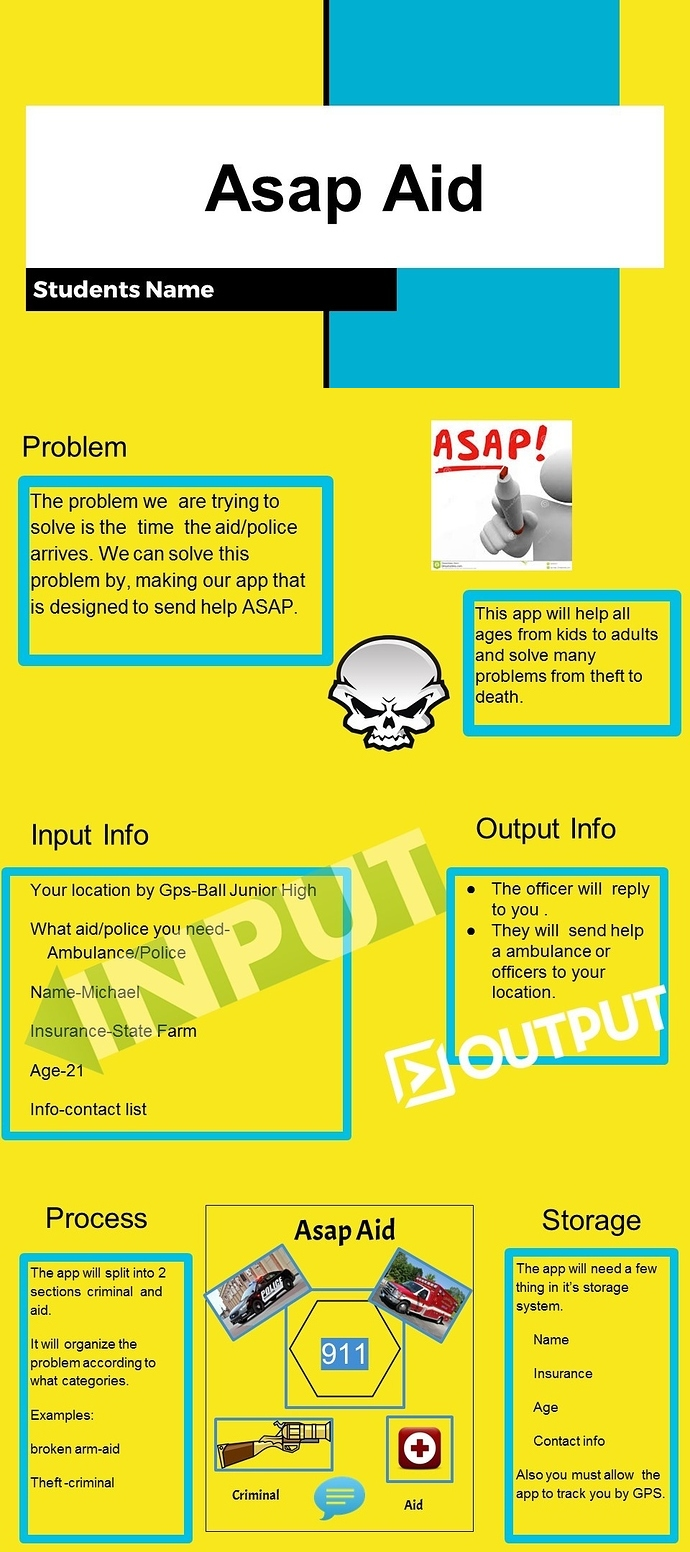 Asap Aid
Students Name
Problem
ASAP!
The problem we are trying to
solve is the time the aid/police
arrives. We can solve this
problem by, making our app that
is designed to send help ASAP.
This app will help all
ages from kids to adults
and solve many
problems from theft to
death.
Input Info
Your location by Gps-Ball Junior High
What aid/police you need-
Ambulance/Police
Name-Michael
Insurance-State Farm
Age-21
Info-contact list
INPUT
Output Info
● The officer will reply
to you .
● They will send help
a ambulance or
officers to your
location.
OUTPUT
Process
The app will split into 2
sections criminal and
aid.
It will organize the
problem according to
what categories.
Examples:
broken arm-aid
Theft-criminal
Asap Aid
POLICE
911
Criminal
Aid
Storage
The app will need a few
thing in it's storage
system.
Name
Insurance
Age
Contact info
Also you must allow the
app to track you by GPS.